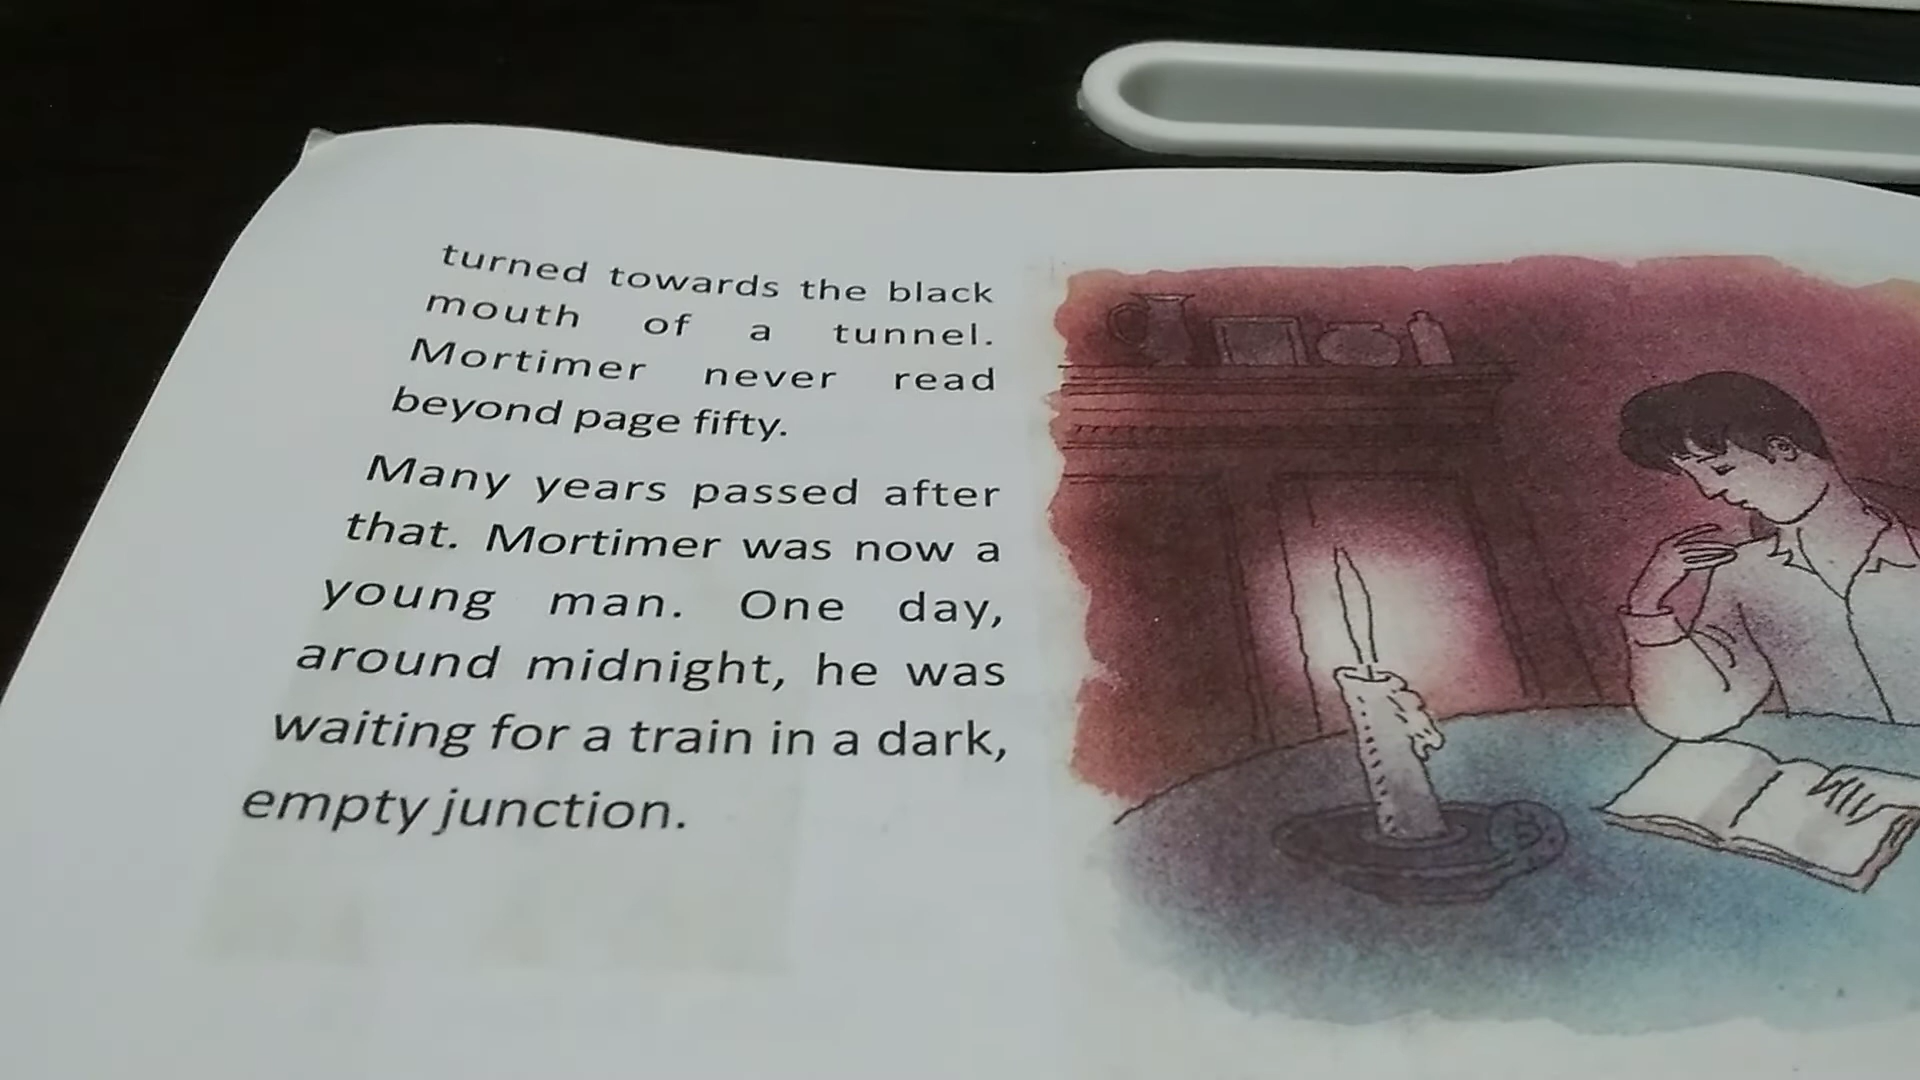 turned towards the black
mouth of a tunnel.
Mortimer never read
beyond page fifty.
Many years passed after
that. Mortimer was now a
young man. One day,
around midnight, he was
waiting for a train in a dark,
empty junction.